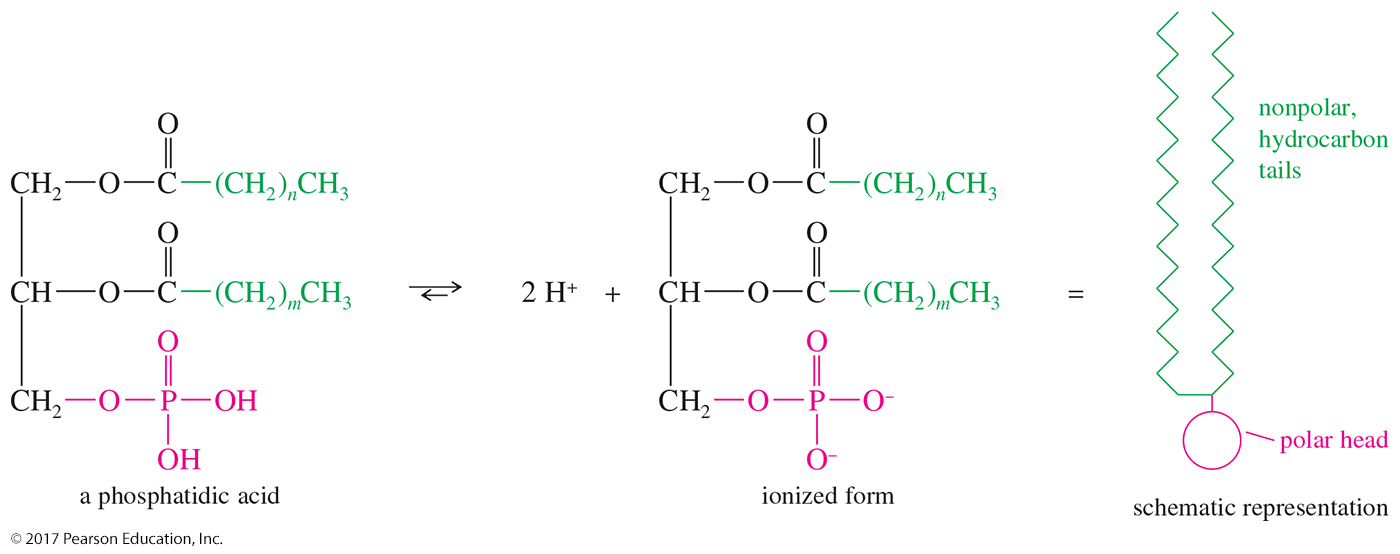 O O
CH₂—O—C—(CH₂)ₙCH₃ CH₂—O—C—(CH₂)ₙCH₃
nonpolar,
hydrocarbon
tails
O O
CH—O—C—(CH₂)ₘCH₃ 2 H⁺ + CH—O—C—(CH₂)ₘCH₃ =
O O
CH₂—O—P—OH CH₂—O—P—O⁻
polar head
OH O⁻
a phosphatidic acid ionized form schematic representation
© 2017 Pearson Education, Inc.